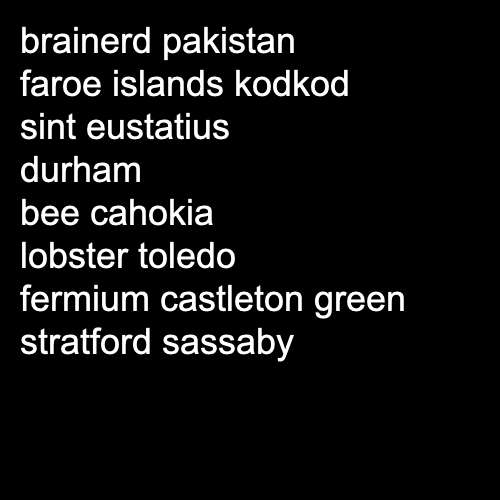 brainerd pakistan
faroe islands kodkod
sint eustatius
durham
bee cahokia
lobster toledo
fermium castleton green
stratford sassaby